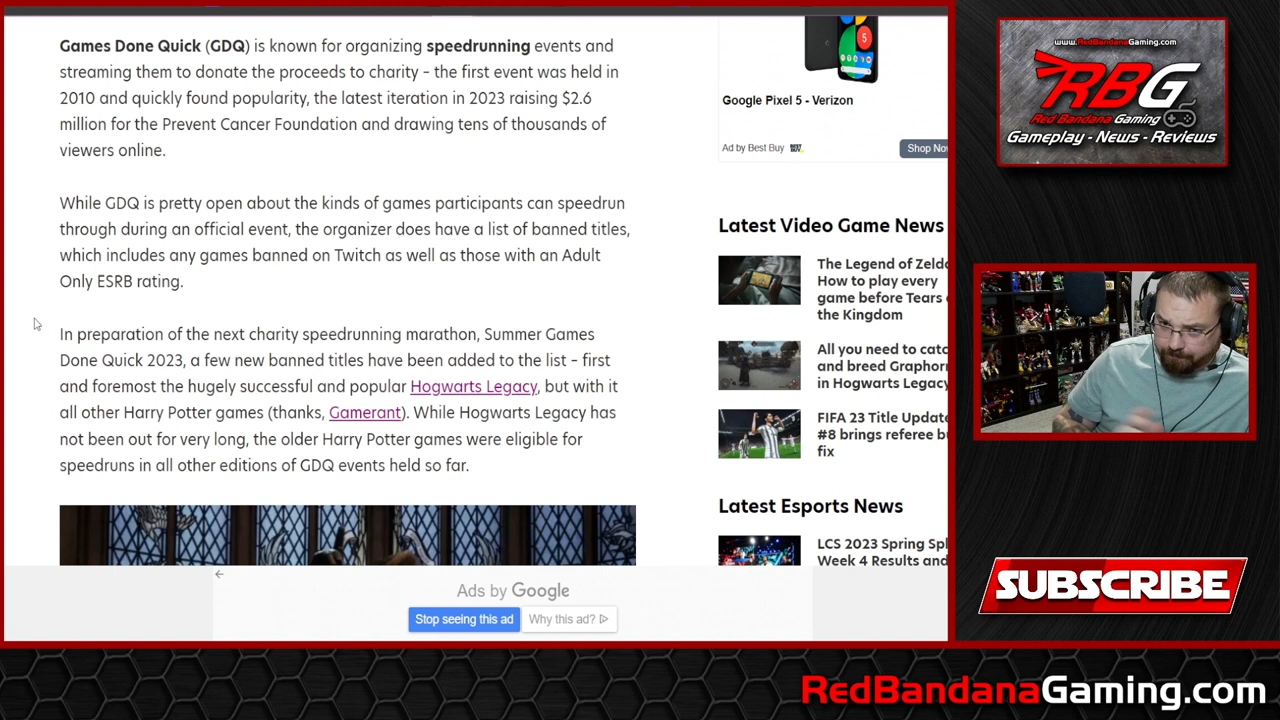 Games Done Quick (GDQ) is known for organizing speedrunning events and
streaming them to donate the proceeds to charity – the first event was held in
2010 and quickly found popularity, the latest iteration in 2023 raising $2.6
million for the Prevent Cancer Foundation and drawing tens of thousands of
viewers online.
While GDQ is pretty open about the kinds of games participants can speedrun
through during an official event, the organizer does have a list of banned titles,
which includes any games banned on Twitch as well as those with an Adult
Only ESRB rating.
In preparation of the next charity speedrunning marathon, Summer Games
Done Quick 2023, a few new banned titles have been added to the list – first
and foremost the hugely successful and popular Hogwarts Legacy, but with it
all other Harry Potter games (thanks, Gamerant). While Hogwarts Legacy has
not been out for very long, the older Harry Potter games were eligible for
speedruns in all other editions of GDQ events held so far.
Google Pixel 5 - Verizon
Ad by Best Buy
Shop Now
Latest Video Game News
The Legend of Zelda
How to play every
game before Tears
the Kingdom
All you need to catc
and breed Graphorn
in Hogwarts Legacy
FIFA 23 Title Update
#8 brings referee bu
fix
Latest Esports News
LCS 2023 Spring Spl
Week 4 Results and
Ads by Google
Stop seeing this ad
Why this ad?
www.RedBandanaGaming.com
RBG
Red Bandana Gaming
Gameplay - News - Reviews
SUBSCRIBE
RedBandanaGaming.com